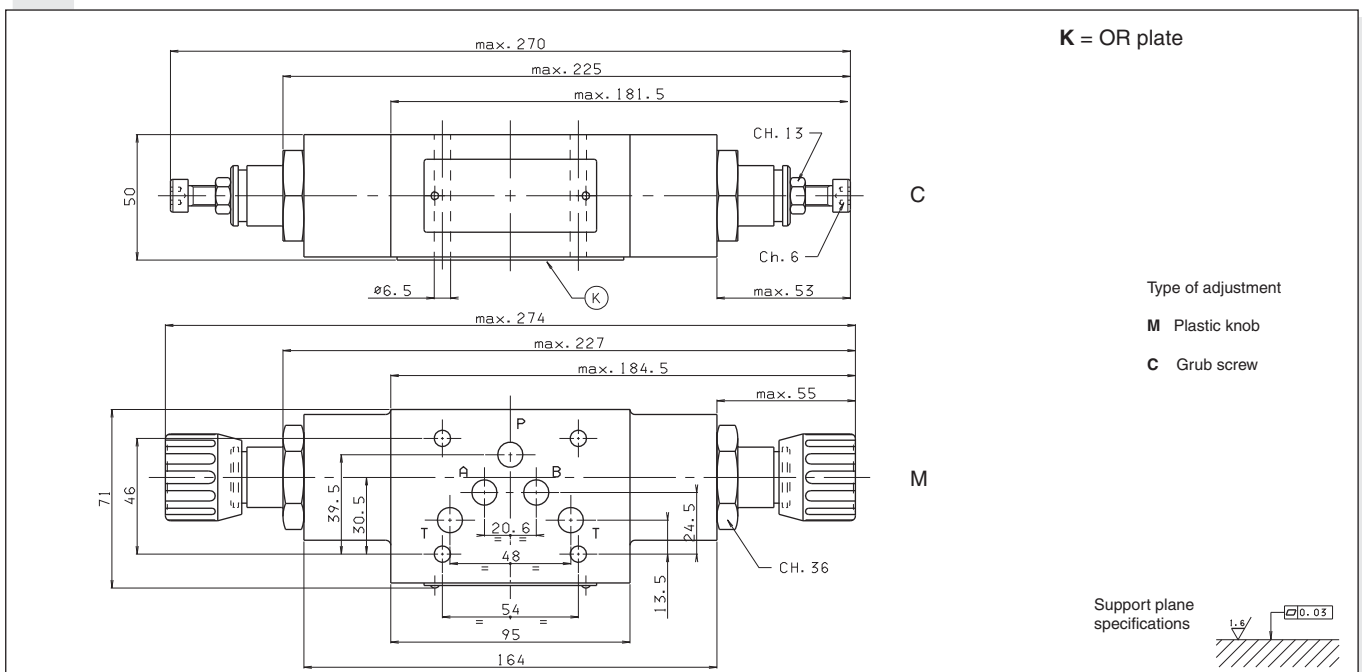 K = OR plate
max. 270
max. 225
max. 181.5
CH. 13
50
C
Ch. 6
ø6.5
K
max. 53
Type of adjustment
M Plastic knob
C Grub screw
max. 274
max. 227
max. 184.5
max. 55
P
A
B
M
71
46
39.5
30.5
T
20.6
= =
T
24.5
48
= =
CH. 36
13.5
54
= =
95
164
Support plane
specifications
1.6
0.03